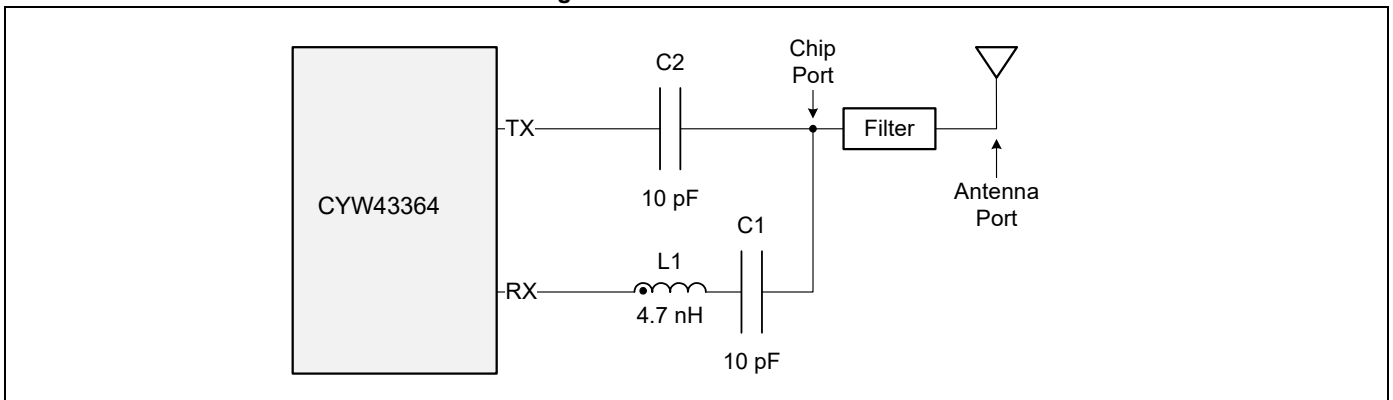 Chip
Port
C2
TX
Filter
10 pF
Antenna
Port
CYW43364
C1
L1
RX
4.7 nH
10 pF